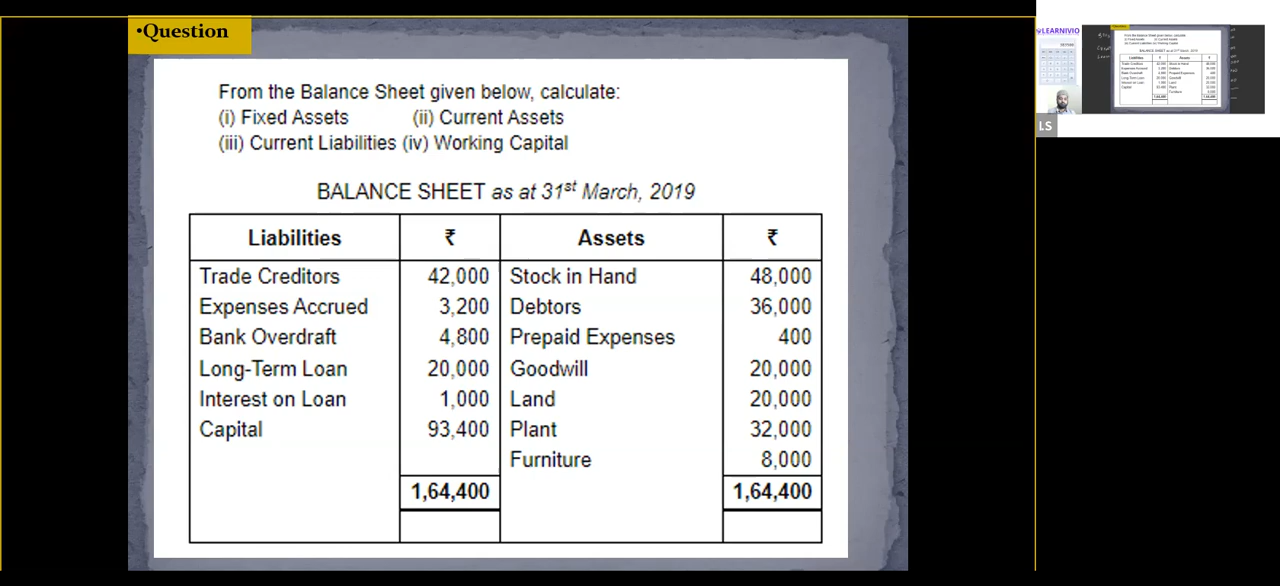 •Question
From the Balance Sheet given below, calculate:
(i) Fixed Assets (ii) Current Assets
(iii) Current Liabilities (iv) Working Capital
BALANCE SHEET as at 31st March, 2019
Liabilities ₹ Assets ₹
Trade Creditors 42,000 Stock in Hand 48,000
Expenses Accrued 3,200 Debtors 36,000
Bank Overdraft 4,800 Prepaid Expenses 400
Long-Term Loan 20,000 Goodwill 20,000
Interest on Loan 1,000 Land 20,000
Capital 93,400 Plant 32,000
Furniture 8,000
1,64,400 1,64,400
LEARNIVIO
LS